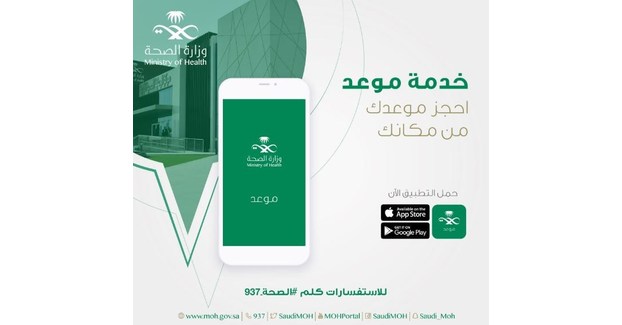 وزارة الصحة
Ministry of Health
خدمة موعد
احجز موعدك
من مكانك
وزارة الصحة
Ministry of Health
موعد
حمل التطبيق الآن
Available on the
App Store
GET IT ON
Google Play
موعد
للاستفسارات كلم #الصحة_937
www.moh.gov.sa | 937 | SaudiMOH | MOHPortal | SaudiMOH | Saudi_Moh